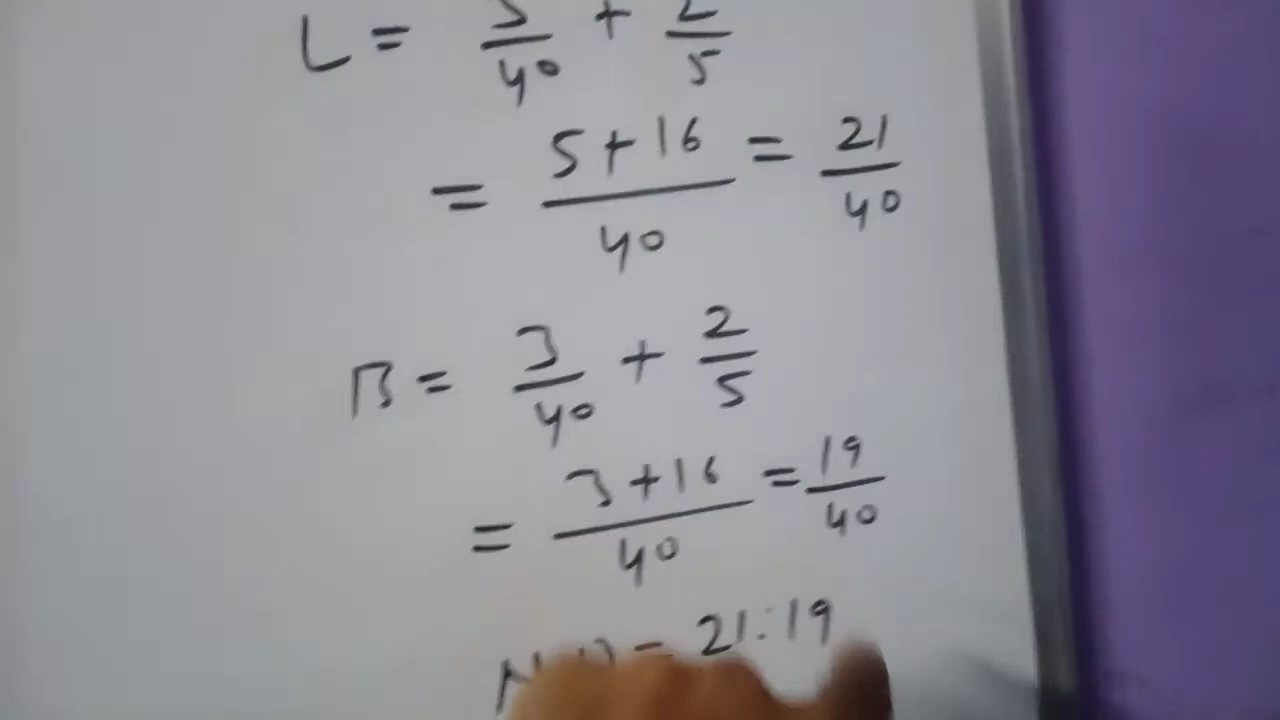 L = 5/40 + 2/5
= 5+16/40 = 21/40
B = 3/40 + 2/5
= 3+16/40 = 19/40
= 21:19